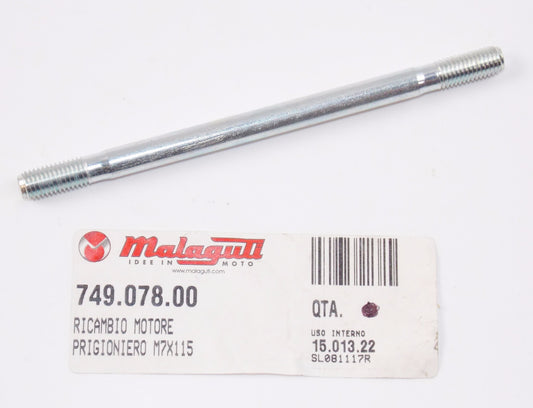 Malaguti
IDEE IN MOTO
www.malaguti.com
749.078.00
RICAMBIO MOTORE
PRIGIONIERO M7X115
QTA.
USO INTERNO
15.013.22
SL081117R